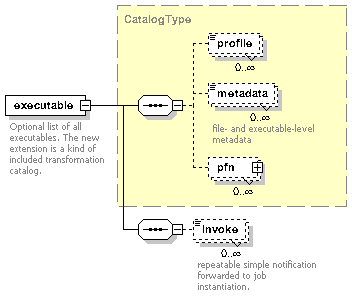 CatalogType
profile
0..∞
metadata
0..∞
file- and executable-level
metadata
pfn
0..∞
executable
Optional list of all
executables. The new
extension is a kind of
included transformation
catalog.
invoke
0..∞
repeatable simple notification
forwarded to job
instantiation.